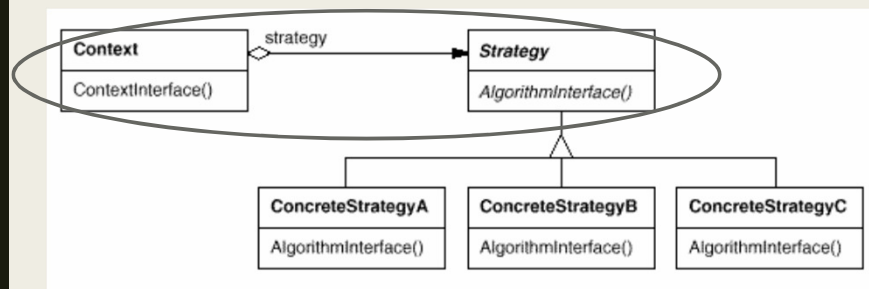 strategy
Context
Strategy
ContextInterface()
AlgorithmInterface()
ConcreteStrategyA
ConcreteStrategyB
ConcreteStrategyC
AlgorithmInterface()
AlgorithmInterface()
AlgorithmInterface()